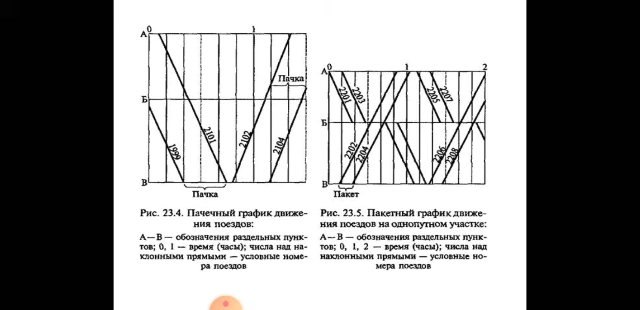 0 1
А
Пачка
Б
1999 2101 2102 2104
В
Пачка
Рис. 23.4. Пачечный график движе-
ния поездов:
А—В — обозначения раздельных пунк-
тов; 0, 1 — время (часы); числа над на-
клонными прямыми — условные номе-
ра поездов
0 1 2
А
2201 2203 2205 2207
Б
2202 2204 2206 2208
В
Пакет
Рис. 23.5. Пакетный график движе-
ния поездов на однопутном участке:
А—В — обозначения раздельных пунк-
тов; 0, 1, 2 — время (часы); числа над
наклонными прямыми — условные но-
мера поездов